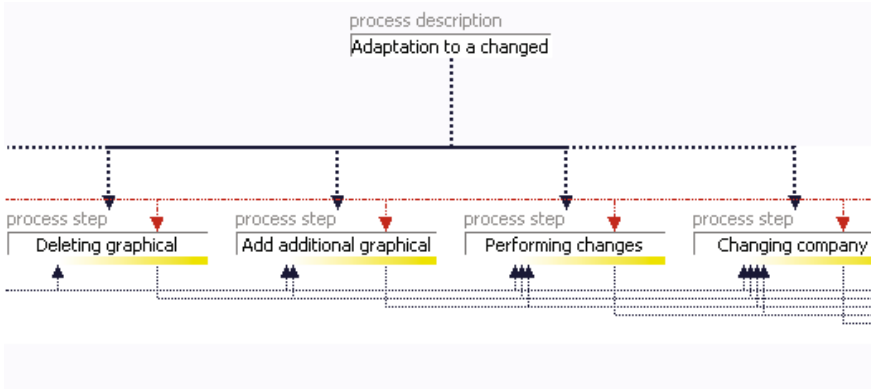 process description
Adaptation to a changed
process step
process step
process step
process step
Deleting graphical
Add additional graphical
Performing changes
Changing company